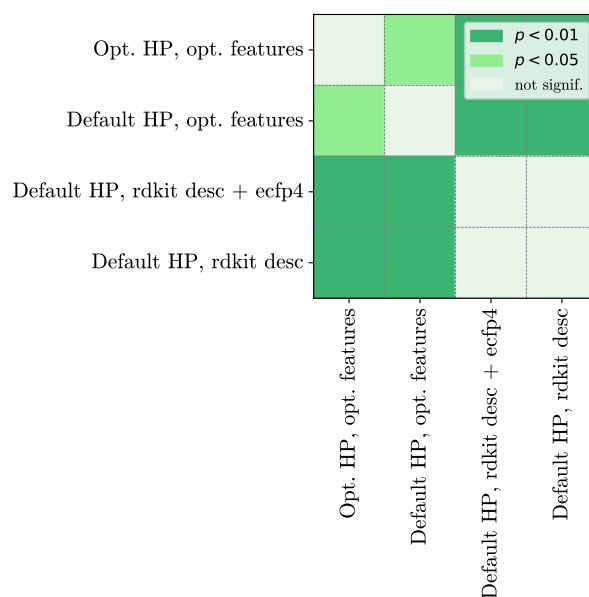 Opt. HP, opt. features
Default HP, opt. features
Default HP, rdkit desc + ecfp4
Default HP, rdkit desc
p < 0.01
p < 0.05
not signif.
Opt. HP, opt. features
Default HP, opt. features
Default HP, rdkit desc + ecfp4
Default HP, rdkit desc